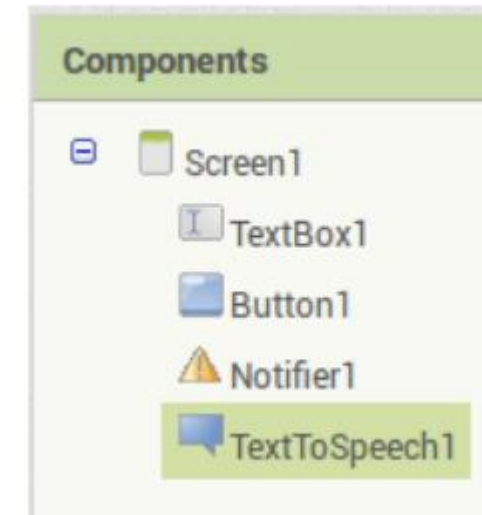 Components
Screen1
TextBox1
Button1
Notifier1
TextToSpeech1